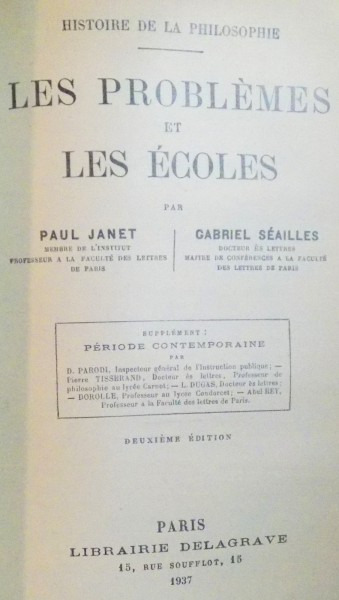 HISTOIRE DE LA PHILOSOPHIE
LES PROBLÈMES
ET
LES ÉCOLES
PAR
PAUL JANET
MEMBRE DE L'INSTITUT
PROFESSEUR A LA FACULTÉ DES LETTRES
DE PARIS
GABRIEL SÉAILLES
DOCTEUR ÈS LETTRES
MAITRE DE CONFÉRENCES A LA FACULTÉ
DES LETTRES DE PARIS
SUPPLÉMENT :
PÉRIODE CONTEMPORAINE
PAR
D. PARODI, Inspecteur général de l'Instruction publique; —
Pierre TISSERAND, Docteur ès lettres, Professeur de
philosophie au lycée Carnot; — L. DUGAS, Docteur ès lettres;
— DOROLLE, Professeur au lycée Condorcet; — Abel REY,
Professeur à la Faculté des lettres de Paris.
DEUXIÈME ÉDITION
PARIS
LIBRAIRIE DELAGRAVE
15, RUE SOUFFLOT, 15
1937